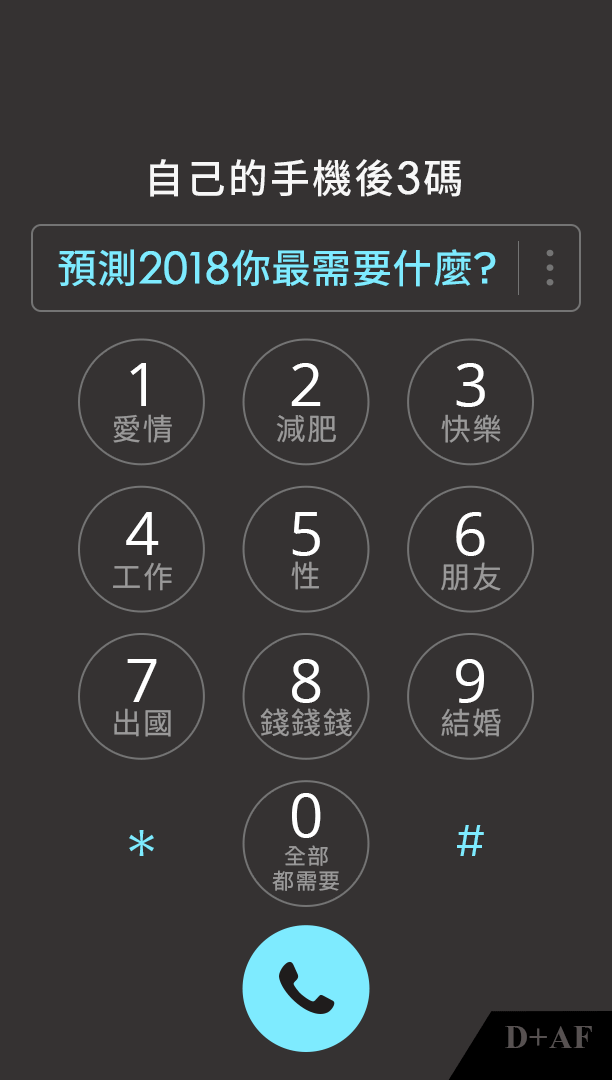 自己的手機後3碼
預測2018你最需要什麼?
1 2 3
愛情 減肥 快樂
4 5 6
工作 性 朋友
7 8 9
出國 錢錢錢 結婚
0
全部
都需要
* #
D+AF